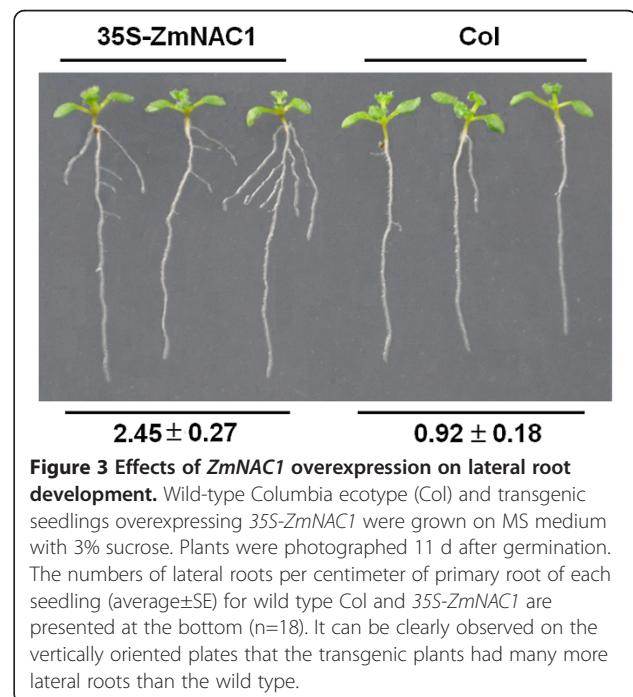 35S-ZmNAC1 Col
2.45 ± 0.27 0.92 ± 0.18
Figure 3 Effects of ZmNAC1 overexpression on lateral root
development. Wild-type Columbia ecotype (Col) and transgenic
seedlings overexpressing 35S-ZmNAC1 were grown on MS medium
with 3% sucrose. Plants were photographed 11 d after germination.
The numbers of lateral roots per centimeter of primary root of each
seedling (average±SE) for wild type Col and 35S-ZmNAC1 are
presented at the bottom (n=18). It can be clearly observed on the
vertically oriented plates that the transgenic plants had many more
lateral roots than the wild type.